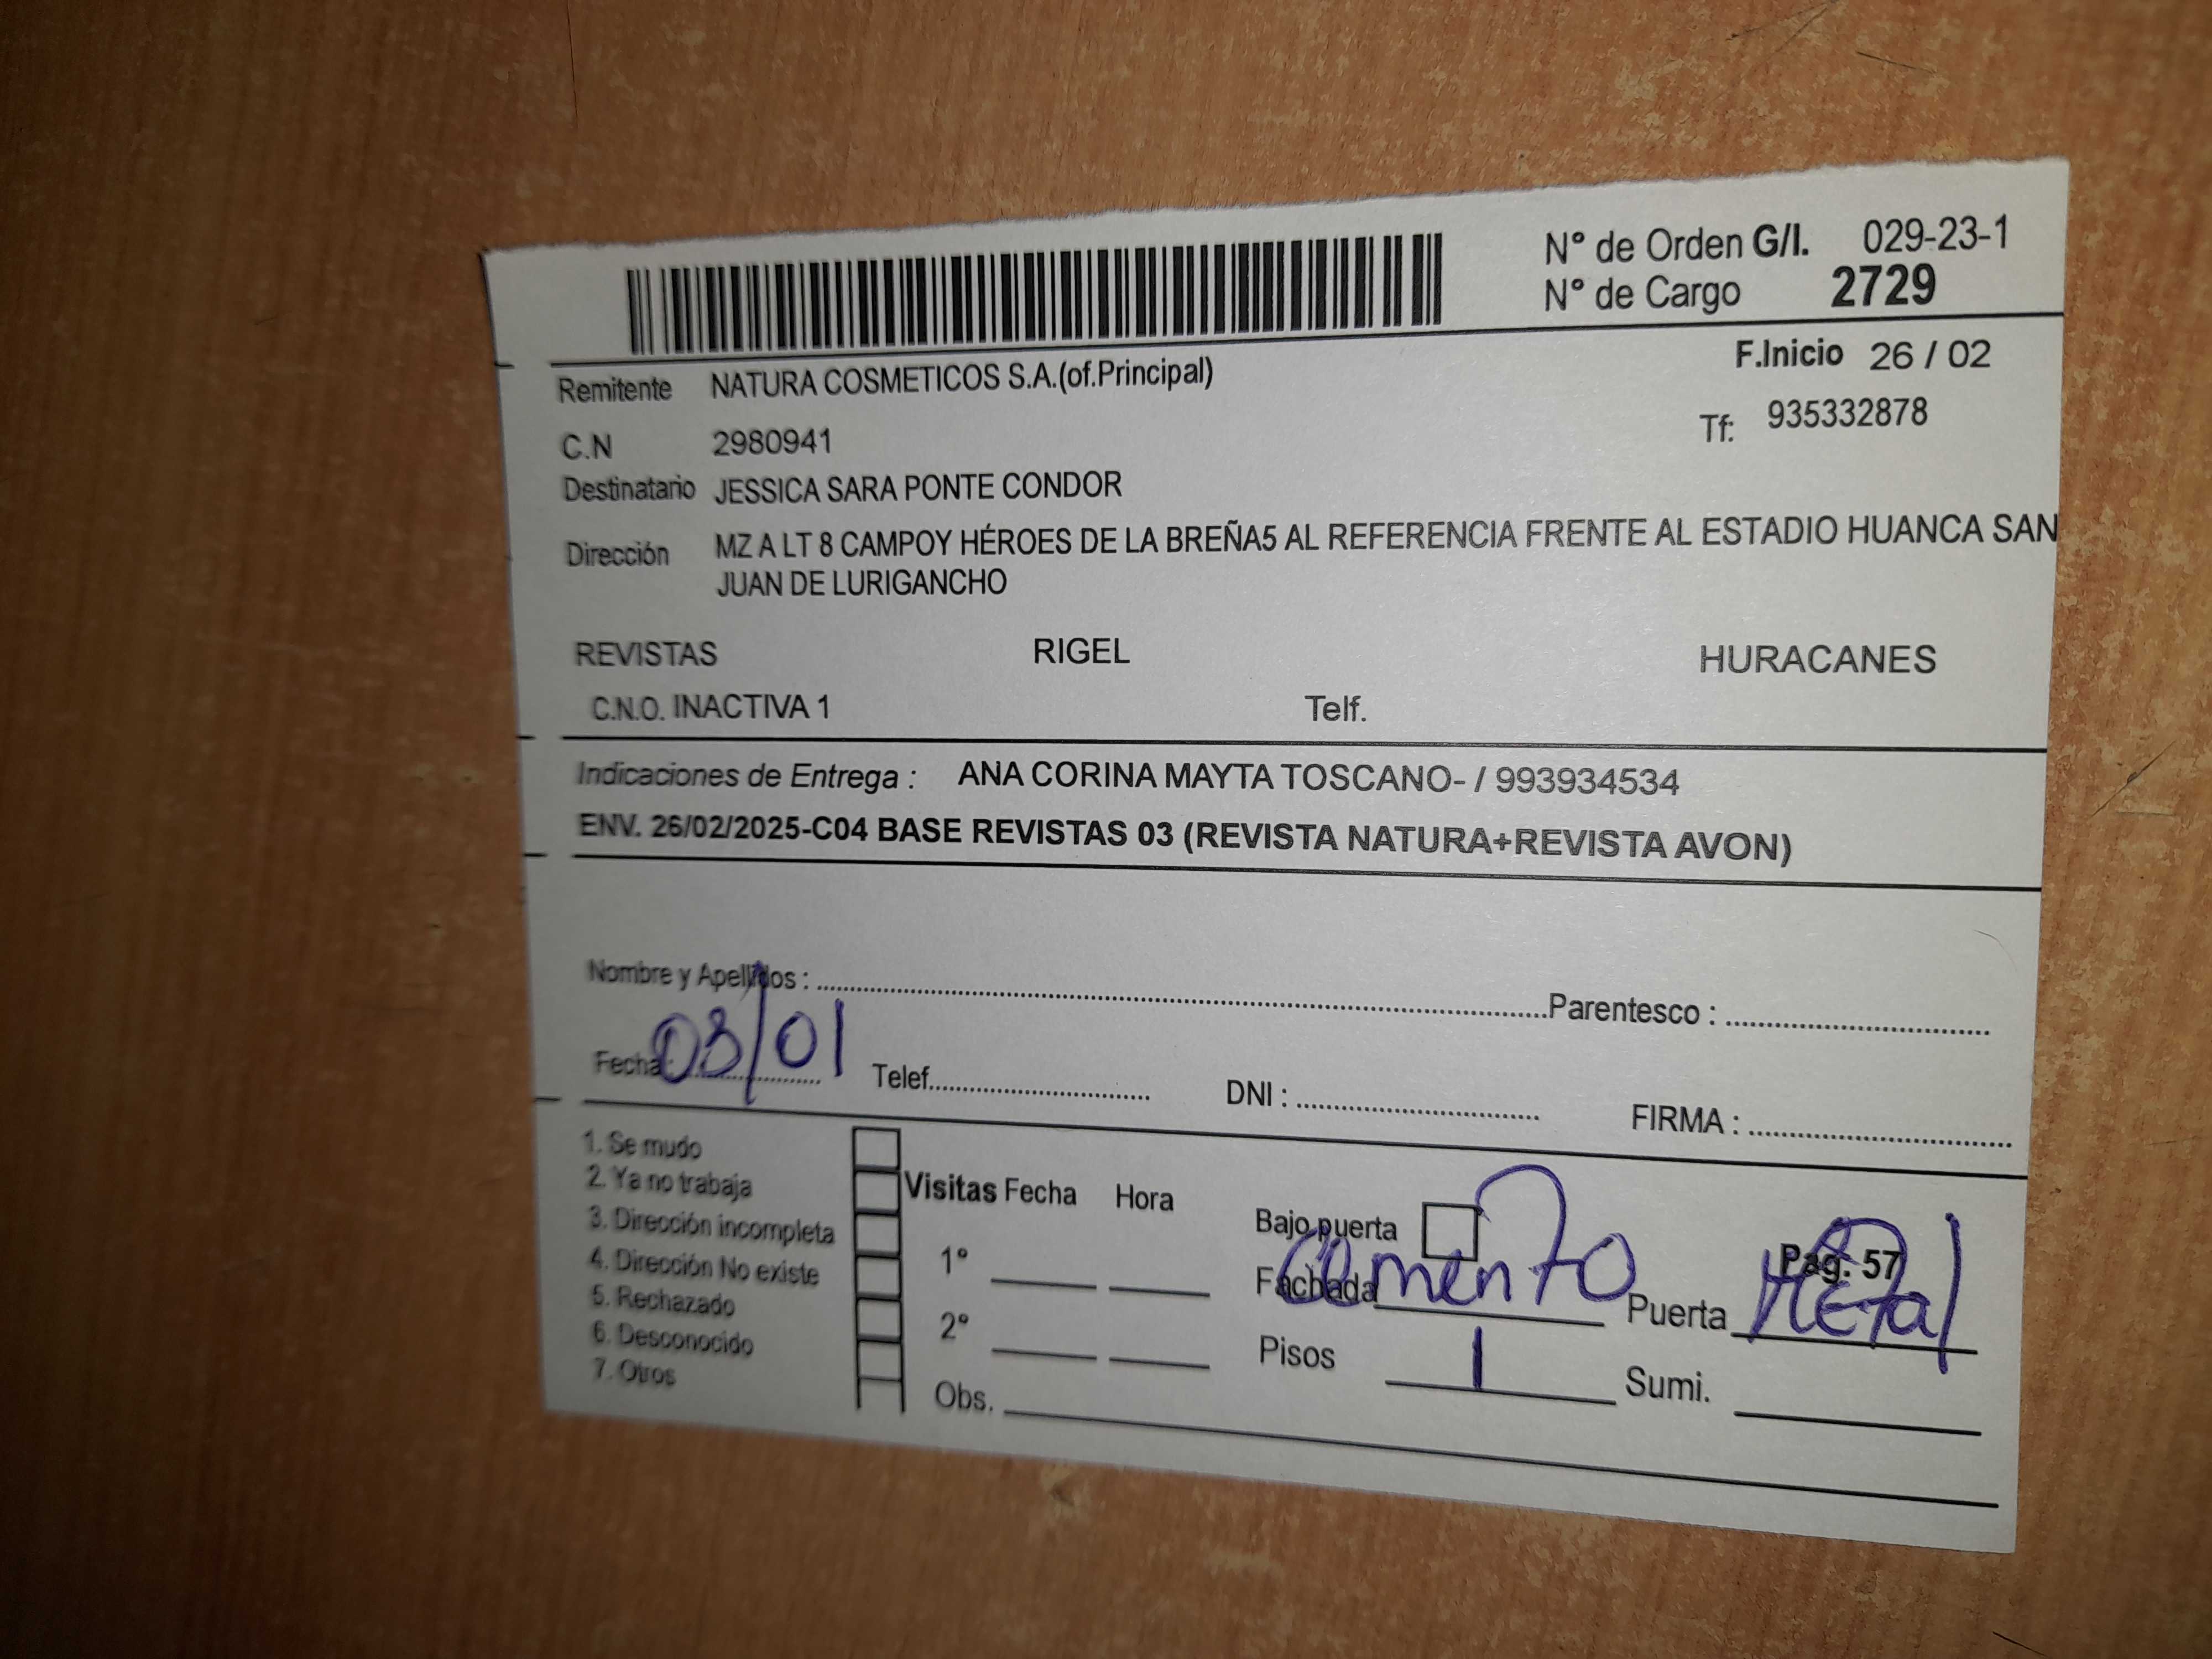 N° de Orden G/I. 029-23-1
N° de Cargo 2729
F.Inicio 26 / 02
Remitente NATURA COSMETICOS S.A.(of.Principal)
Tf: 935332878
C.N 2980941
Destinatario JESSICA SARA PONTE CONDOR
Dirección MZ A LT 8 CAMPOY HÉROES DE LA BREÑA5 AL REFERENCIA FRENTE AL ESTADIO HUANCA SAN
JUAN DE LURIGANCHO
REVISTAS RIGEL HURACANES
C.N.O. INACTIVA 1 Telf.
Indicaciones de Entrega : ANA CORINA MAYTA TOSCANO- / 993934534
ENV. 26/02/2025-C04 BASE REVISTAS 03 (REVISTA NATURA+REVISTA AVON)
Nombre y Apellidos : Parentesco :
Fecha: 03/01 Telef. DNI : FIRMA :
1. Se mudo
2. Ya no trabaja
3. Dirección incompleta
4. Dirección No existe
5. Rechazado
6. Desconocido
7. Otros
Visitas Fecha Hora
1°
2°
Obs.
Bajo puerta
Pag. 57
Fachada Cemento Puerta Metal
Pisos 1 Sumi.